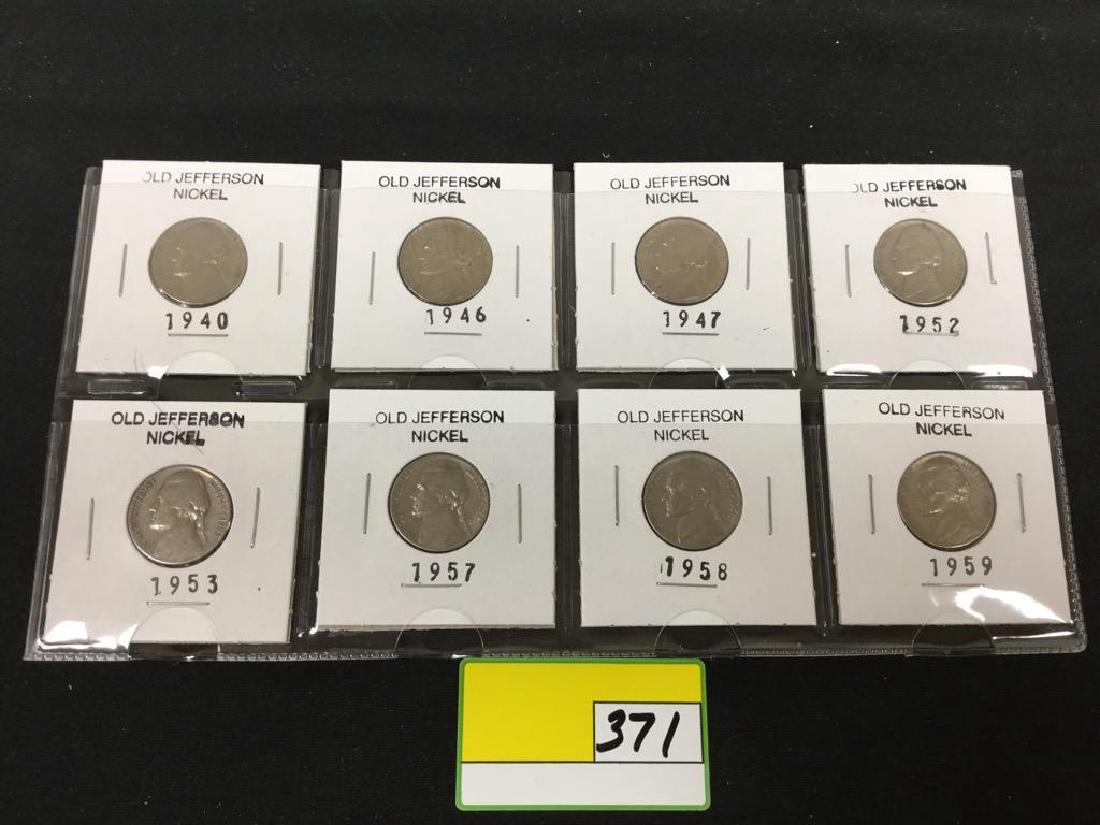 OLD JEFFERSON
NICKEL
1940
OLD JEFFERSON
NICKEL
1946
OLD JEFFERSON
NICKEL
1947
OLD JEFFERSON
NICKEL
1952
OLD JEFFERSON
NICKEL
1953
OLD JEFFERSON
NICKEL
1957
OLD JEFFERSON
NICKEL
1958
OLD JEFFERSON
NICKEL
1959
371